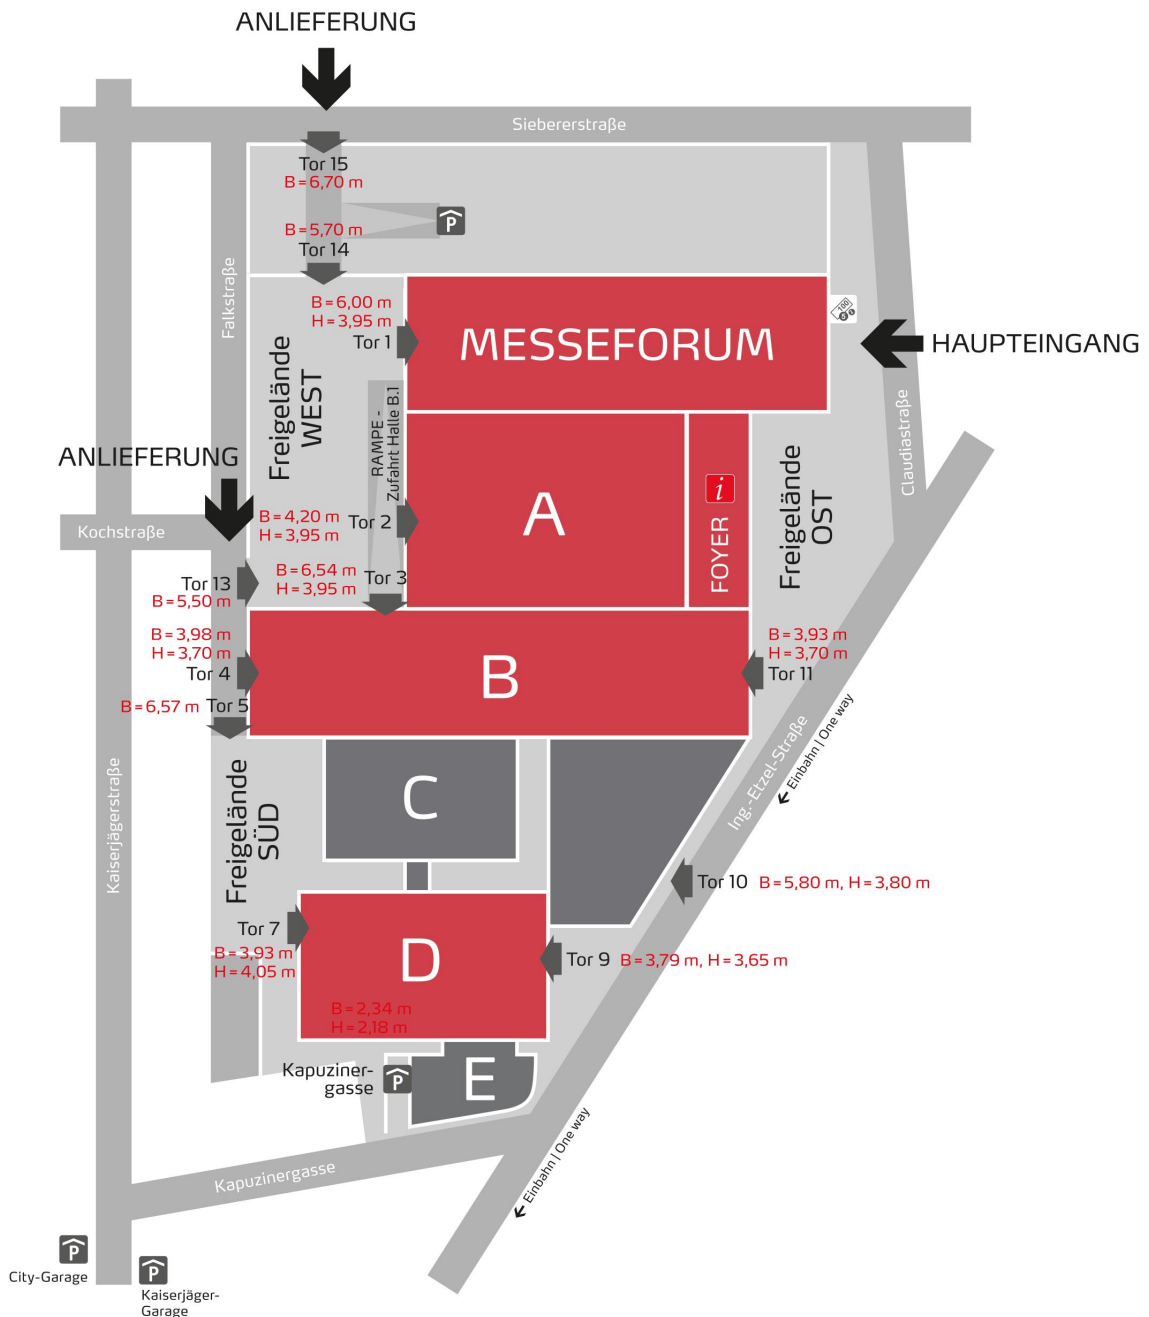 ANLIEFERUNG
Siebererstraße
Tor 15
B=6,70 m
P
B=5,70 m
Tor 14
Falkstraße
B=6,00 m
H=3,95 m
Tor 1
MESSEFORUM
100
HAUPTEINGANG
Freigelände
WEST
RAMPE -
Zufahrt Halle B.1
Claudiastraße
ANLIEFERUNG
Kochstraße
B=4,20 m
H=3,95 m
Tor 2
A
i
FOYER
Freigelände
OST
Tor 13
B=5,50 m
B=6,54 m
H=3,95 m
Tor 3
B=3,98 m
H=3,70 m
Tor 4
B
B=3,93 m
H=3,70 m
Tor 11
B=6,57 m Tor 5
Kaiserjägerstraße
Freigelände
SÜD
C
Ing.-Etzel-Straße
Einbahn | One way
Tor 10 B=5,80 m, H=3,80 m
Tor 7
B=3,93 m
H=4,05 m
D
Tor 9 B=3,79 m, H=3,65 m
B=2,34 m
H=2,18 m
Kapuziner-
gasse
P
E
Einbahn | One way
Kapuzinergasse
P
City-Garage
P
Kaiserjäger-
Garage